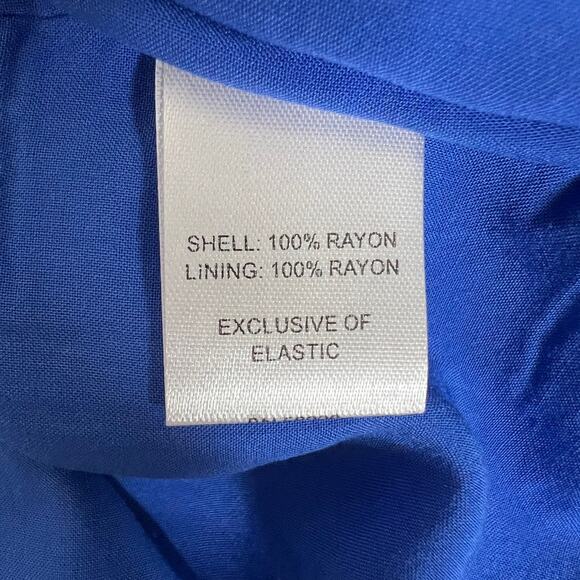 SHELL: 100% RAYON
LINING: 100% RAYON
EXCLUSIVE OF
ELASTIC